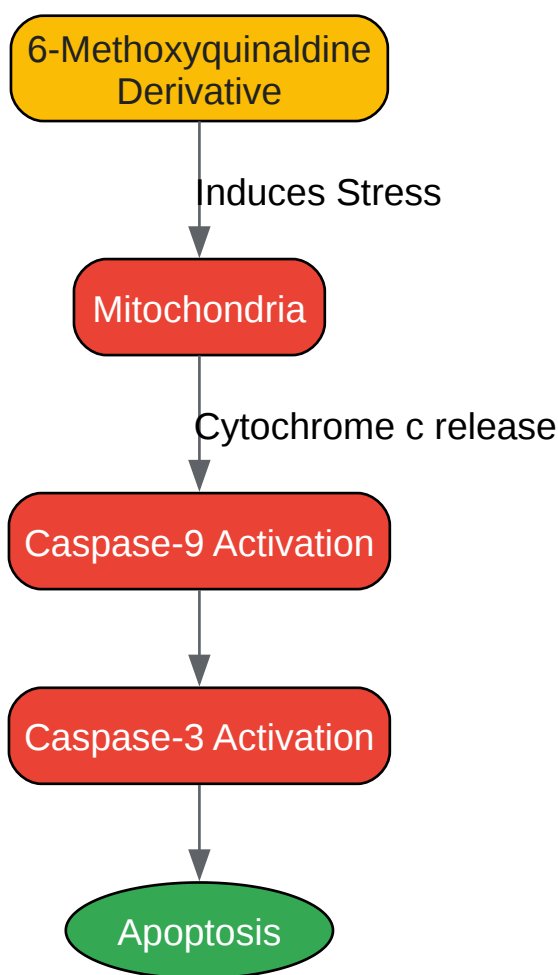 6-Methoxyquinaldine
Derivative
Induces Stress
Mitochondria
Cytochrome c release
Caspase-9 Activation
Caspase-3 Activation
Apoptosis